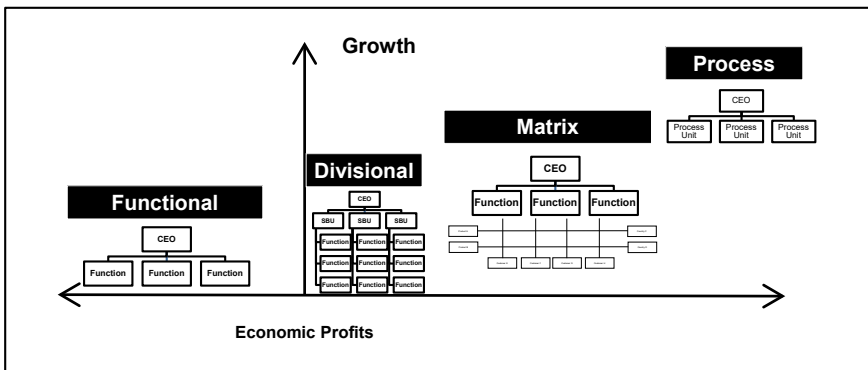 Growth
Process
CEO
Process
Unit
Process
Unit
Process
Unit
Matrix
CEO
Function
Function
Function
Divisional
CEO
SBU
SBU
SBU
Function
Function
Function
Function
Function
Function
Function
Function
Function
Functional
CEO
Function
Function
Function
Economic Profits